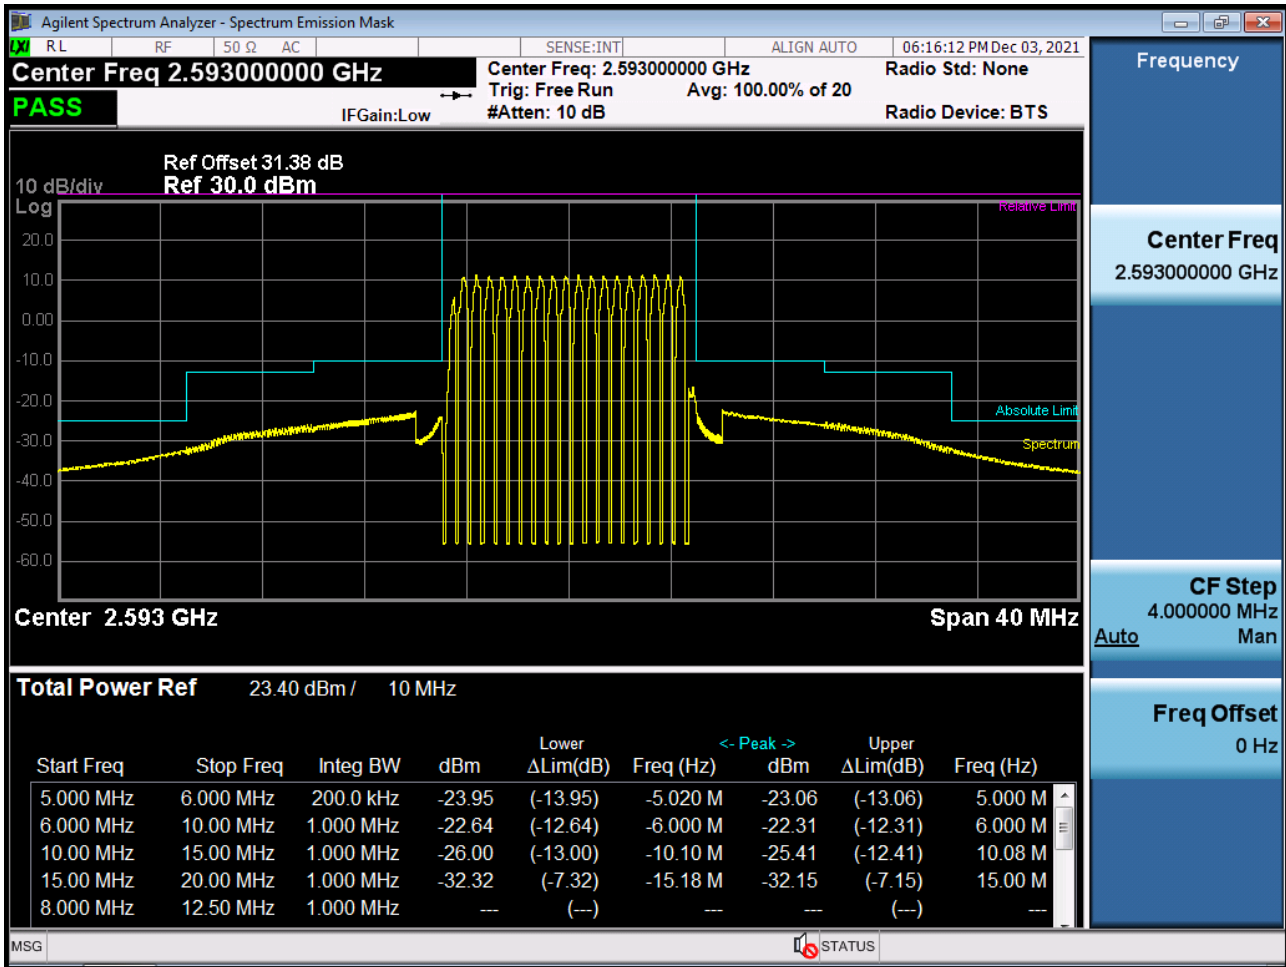 Agilent Spectrum Analyzer - Spectrum Emission Mask
LXI RL RF 50 Ω AC SENSE:INT ALIGN AUTO 06:16:12 PM Dec 03, 2021
Center Freq 2.593000000 GHz
Center Freq: 2.593000000 GHz Radio Std: None
Trig: Free Run Avg: 100.00% of 20
PASS IFGain:Low #Atten: 10 dB Radio Device: BTS
Ref Offset 31.38 dB
10 dB/div Ref 30.0 dBm
Log
Relative Limit
20.0
10.0
0.00
-10.0
-20.0
Absolute Limit
-30.0
Spectrum
-40.0
-50.0
-60.0
Center 2.593 GHz Span 40 MHz
Total Power Ref 23.40 dBm / 10 MHz
Lower <- Peak -> Upper
Start Freq Stop Freq Integ BW dBm ΔLim(dB) Freq (Hz) dBm ΔLim(dB) Freq (Hz)
5.000 MHz 6.000 MHz 200.0 kHz -23.95 (-13.95) -5.020 M -23.06 (-13.06) 5.000 M
6.000 MHz 10.00 MHz 1.000 MHz -22.64 (-12.64) -6.000 M -22.31 (-12.31) 6.000 M
10.00 MHz 15.00 MHz 1.000 MHz -26.00 (-13.00) -10.10 M -25.41 (-12.41) 10.08 M
15.00 MHz 20.00 MHz 1.000 MHz -32.32 (-7.32) -15.18 M -32.15 (-7.15) 15.00 M
8.000 MHz 12.50 MHz 1.000 MHz --- (---) --- --- (---) ---
MSG STATUS
Frequency
Center Freq
2.593000000 GHz
CF Step
4.000000 MHz
Auto Man
Freq Offset
0 Hz